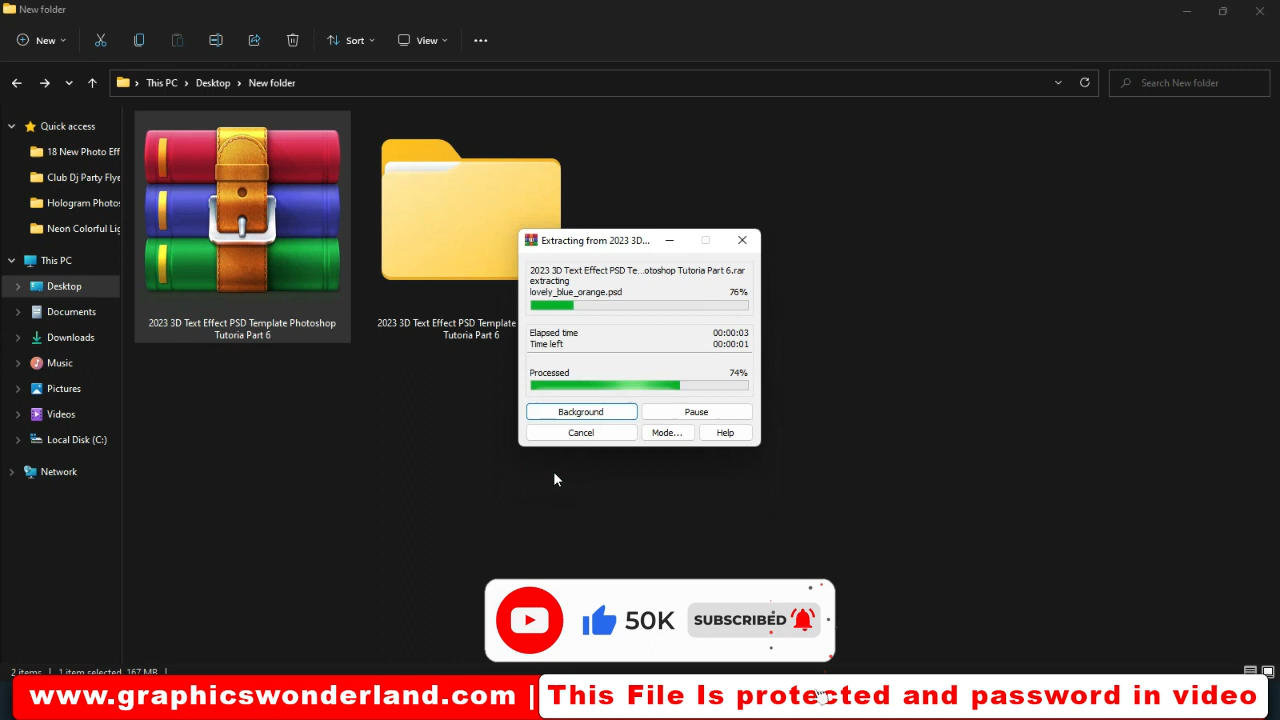 New folder
New
Sort
View
This PC > Desktop > New folder
Search New folder
Quick access
18 New Photo Eff
Club Dj Party Flye
Hologram Photos
Neon Colorful Lig
This PC
Desktop
Documents
Downloads
Music
Pictures
Videos
Local Disk (C:)
Network
2023 3D Text Effect PSD Template Photoshop
Tutoria Part 6
2023 3D Text Effect PSD Template
Tutoria Part 6
Extracting from 2023 3D...
2023 3D Text Effect PSD Te...otoshop Tutoria Part 6.rar
extracting
lovely_blue_orange.psd 76%
Elapsed time 00:00:03
Time left 00:00:01
Processed 74%
Background Pause
Cancel Mode... Help
50K SUBSCRIBED
2 items 1 item selected 167 MB
www.graphicswonderland.com | This File Is protected and password in video